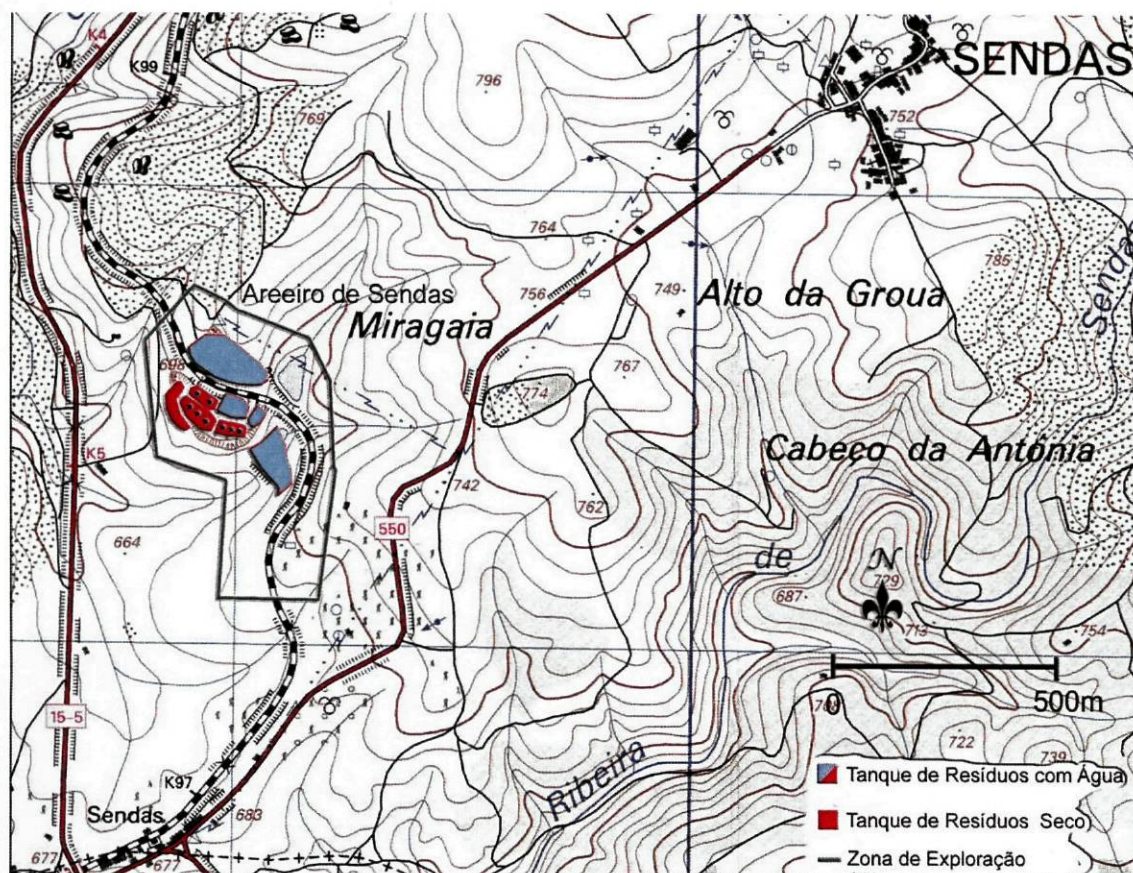 K4
K99
796
SENDAS
769
752
764
785
Sendas
756
749
Alto da Groua
Areeiro de Sendas
Miragaia
698
767
774
K5
Cabeço da Antónia
742
762
550
664
de
N
729
687
713
754
0
500m
15-5
722
739
K97
Ribeira
Sendas
683
677
677
Tanque de Resíduos com Água
Tanque de Resíduos Seco
Zona de Exploração